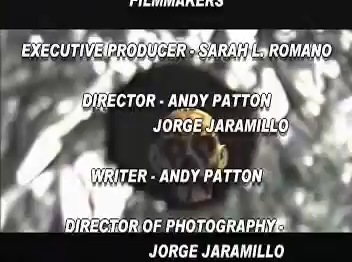 FILMMAKERS
EXECUTIVE PRODUCER - SARAH L. ROMANO
DIRECTOR - ANDY PATTON
JORGE JARAMILLO
WRITER - ANDY PATTON
DIRECTOR OF PHOTOGRAPHY -
JORGE JARAMILLO